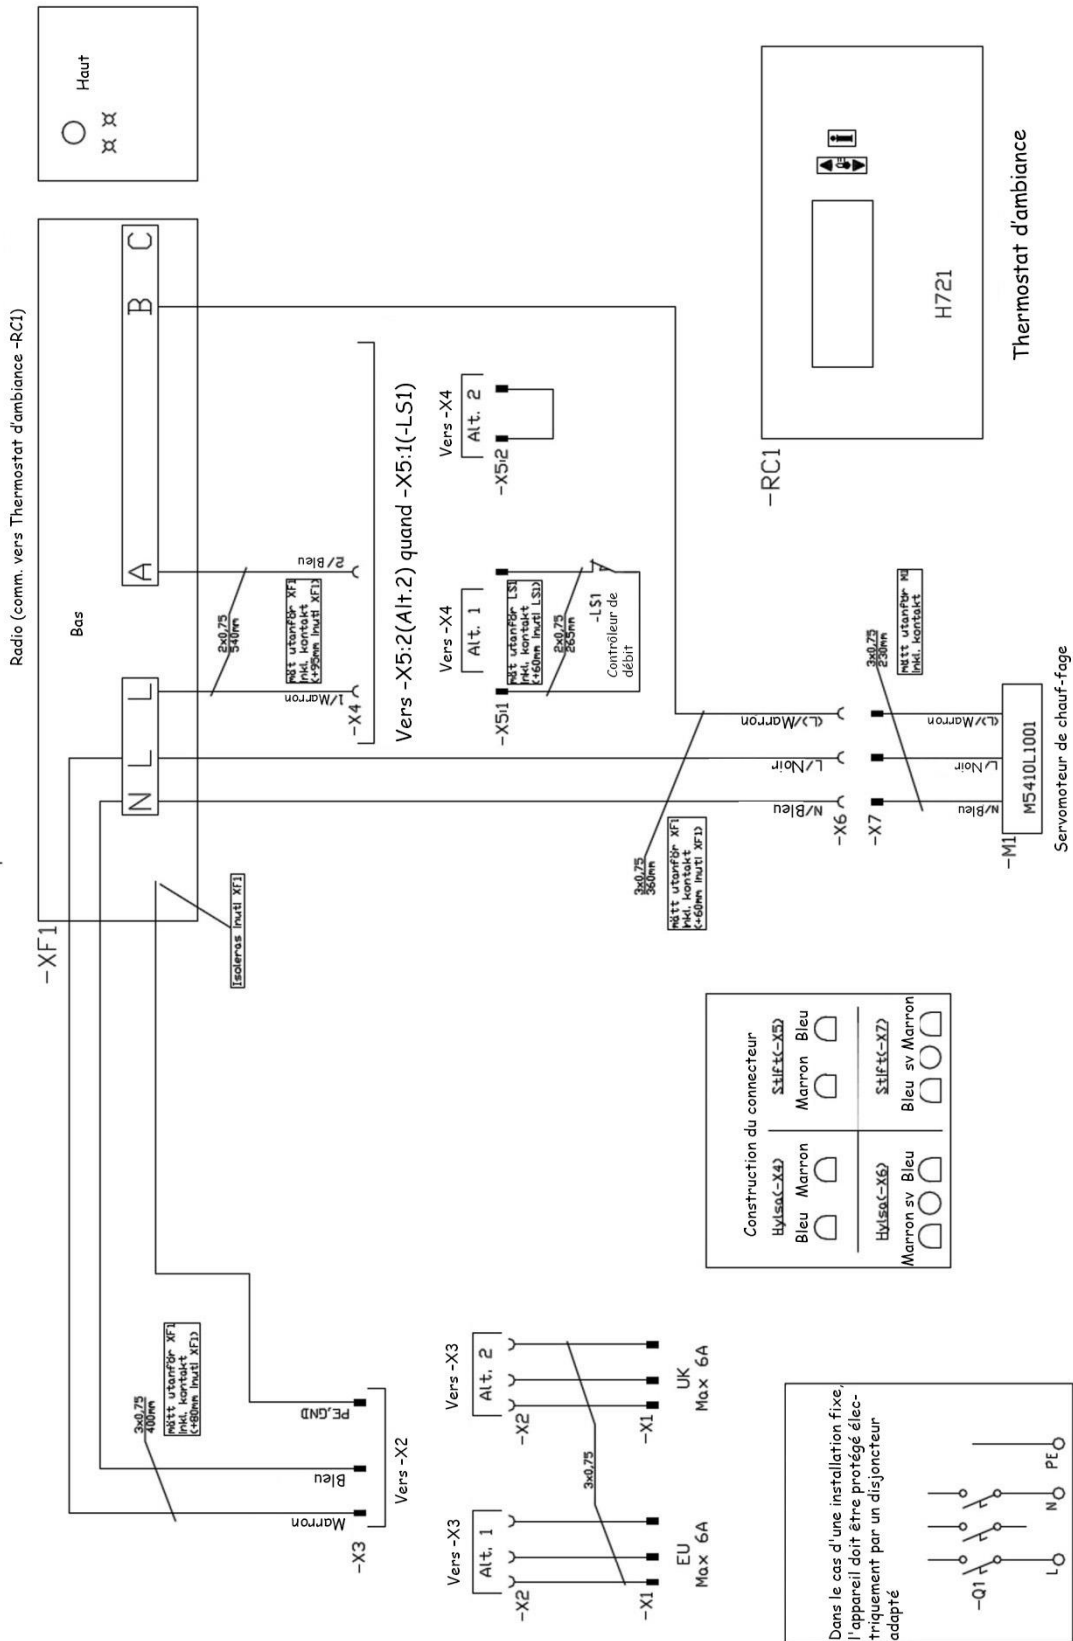 Radio (comm. vers Thermostat d'ambiance -RC1)
-XF1
Bas
Haut
N L L
A
B C
Isoleras inuti XF1
3x0,75
400mm
Mått utanför XF1
inkl. kontakt
(+80mm inuti XF1)
Marron
Bleu
PE,GND
-X3
Vers -X2
Vers -X3
Alt. 1
-X2
-X1
EU
Max 6A
3x0,75
Vers -X3
Alt. 2
-X2
-X1
UK
Max 6A
2x0,75
540mm
Mät utanför XF1
inkl. kontakt
(+95mm inuti XF1)
1/Marron
2/Bleu
-X4
Vers -X5:2(Alt.2) quand -X5:1(-LS1)
Vers -X4
Alt. 1
-X5:1
Mät utanför LS1
inkl. kontakt
(+60mm inuti LS1)
2x0,75
265mm
-LS1
Contrôleur de
débit
Vers -X4
Alt. 2
-X5:2
3x0,75
360mm
Mått utanför XF1
inkl. kontakt
(+60mm inuti XF1)
N/Bleu
L/Noir
(L)/Marron
-X6
-X7
3x0,75
230mm
Mått utanför M1
inkl. kontakt
N/Bleu
L/Noir
(L)/Marron
-M1
M5410L1001
Servomoteur de chauf-fage
Construction du connecteur
Hylsa(-X4)
Bleu Marron
Stift(-X5)
Marron Bleu
Hylsa(-X6)
Marron sv Bleu
Stift(-X7)
Bleu sv Marron
-RC1
H721
Thermostat d'ambiance
Dans le cas d'une installation fixe,
l'appareil doit être protégé élec-
triquement par un disjoncteur
adapté
-Q1
L
N
PE